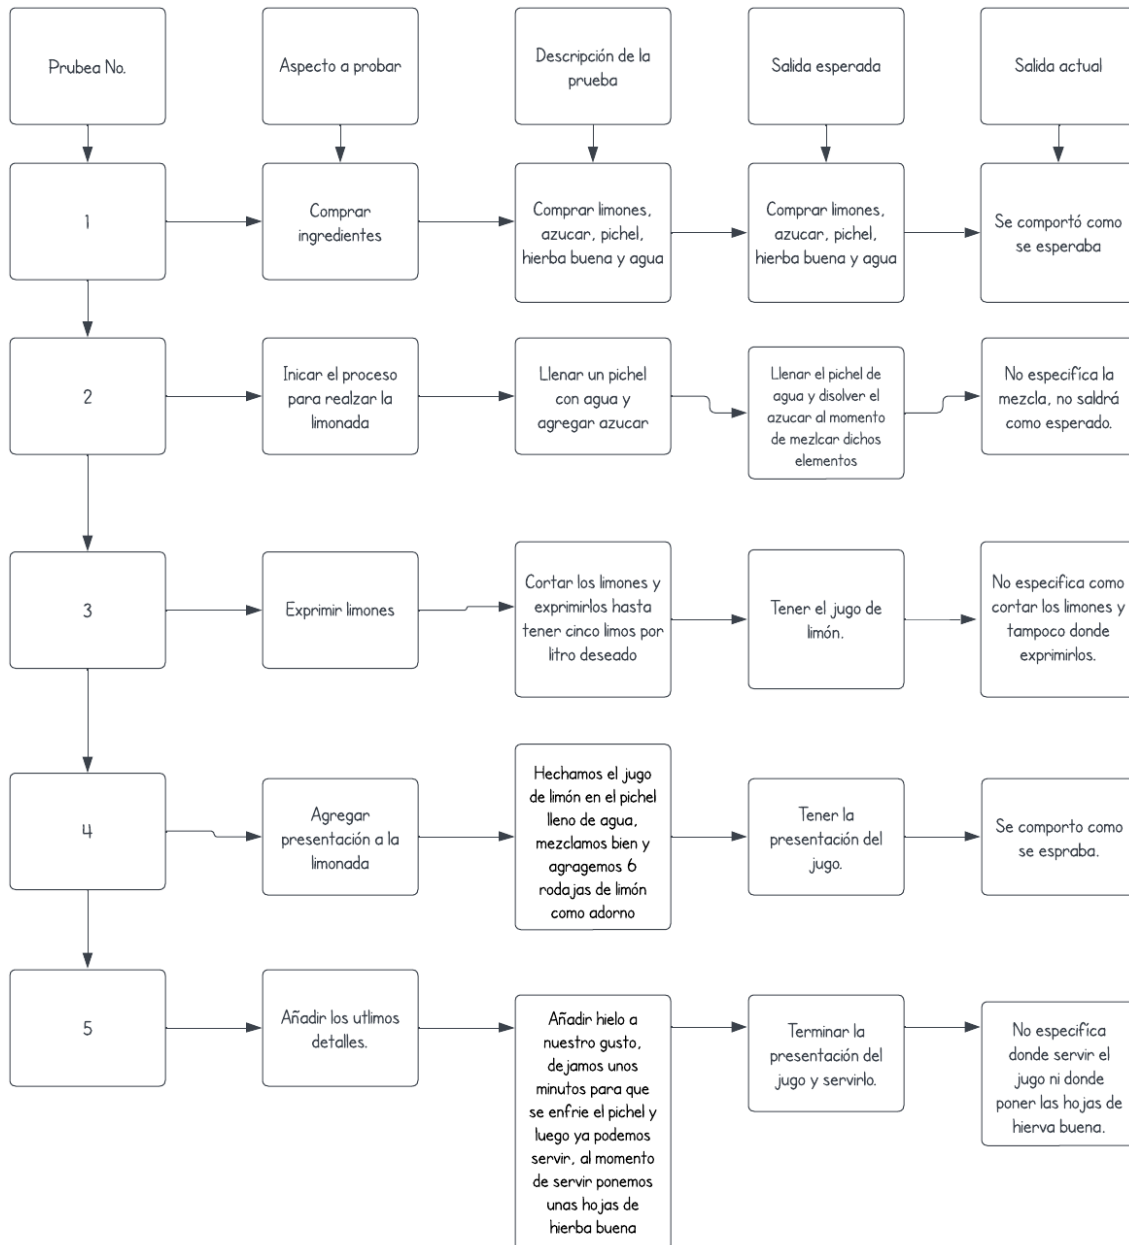 Prubea No.
Aspecto a probar
Descripción de la
prueba
Salida esperada
Salida actual
1
Comprar
ingredientes
Comprar limones,
azucar, pichel,
hierba buena y agua
Comprar limones,
azucar, pichel,
hierba buena y agua
Se comportó como
se esperaba
2
Inicar el proceso
para realzar la
limonada
Llenar un pichel
con agua y
agregar azucar
Llenar el pichel de
agua y disolver el
azucar al momento
de mezlcar dichos
elementos
No especifíca la
mezcla, no saldrá
como esperado.
3
Exprimir limones
Cortar los limones y
exprimirlos hasta
tener cinco limos por
litro deseado
Tener el jugo de
limón.
No especifica como
cortar los limones y
tampoco donde
exprimirlos.
4
Agregar
presentación a la
limonada
Hechamos el jugo
de limón en el pichel
lleno de agua,
mezclamos bien y
agragemos 6
rodajas de limón
como adorno
Tener la
presentación del
jugo.
Se comporto como
se espraba.
5
Añadir los utlimos
detalles.
Añadir hielo a
nuestro gusto,
dejamos unos
minutos para que
se enfrie el pichel y
luego ya podemos
servir, al momento
de servir ponemos
unas hojas de
hierba buena
Terminar la
presentación del
jugo y servirlo.
No especifíca
donde servir el
jugo ni donde
poner las hojas de
hierva buena.